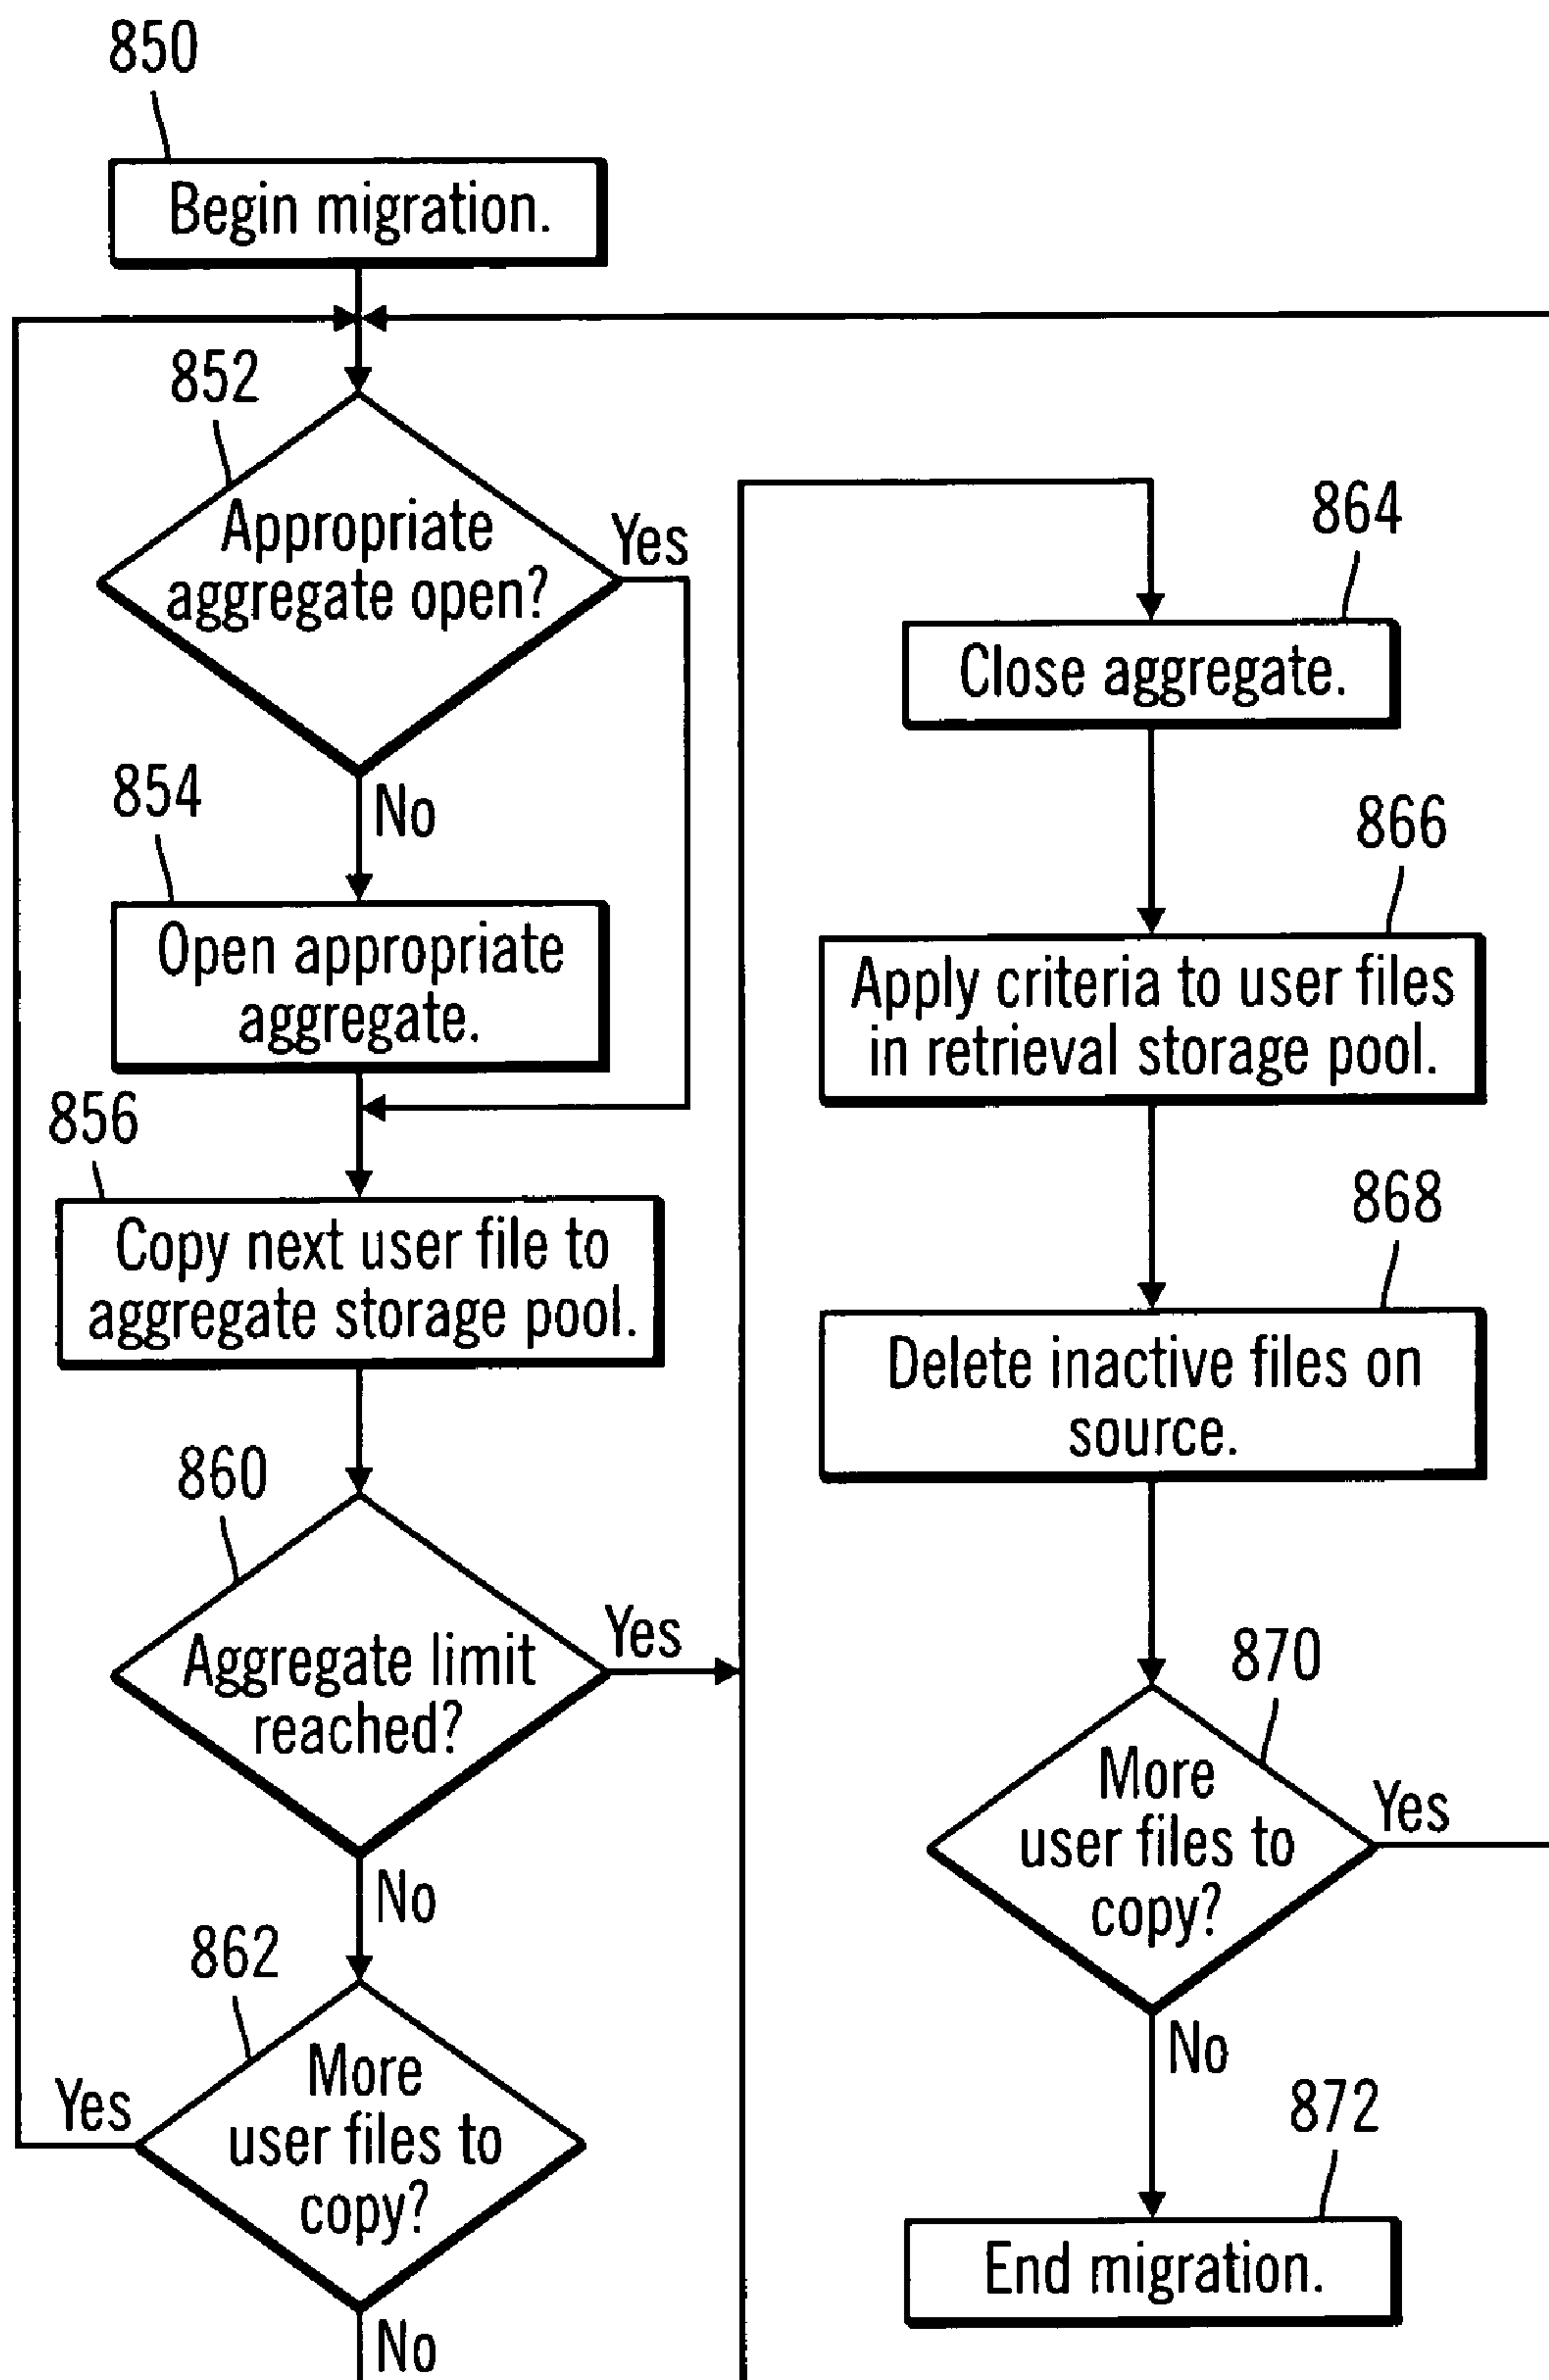 850
Begin migration.
852
Appropriate
aggregate open?
Yes
No
854
Open appropriate
aggregate.
856
Copy next user file to
aggregate storage pool.
860
Aggregate limit
reached?
Yes
No
862
More
user files to
copy?
Yes
No
864
Close aggregate.
866
Apply criteria to user files
in retrieval storage pool.
868
Delete inactive files on
source.
870
More
user files to
copy?
Yes
No
872
End migration.